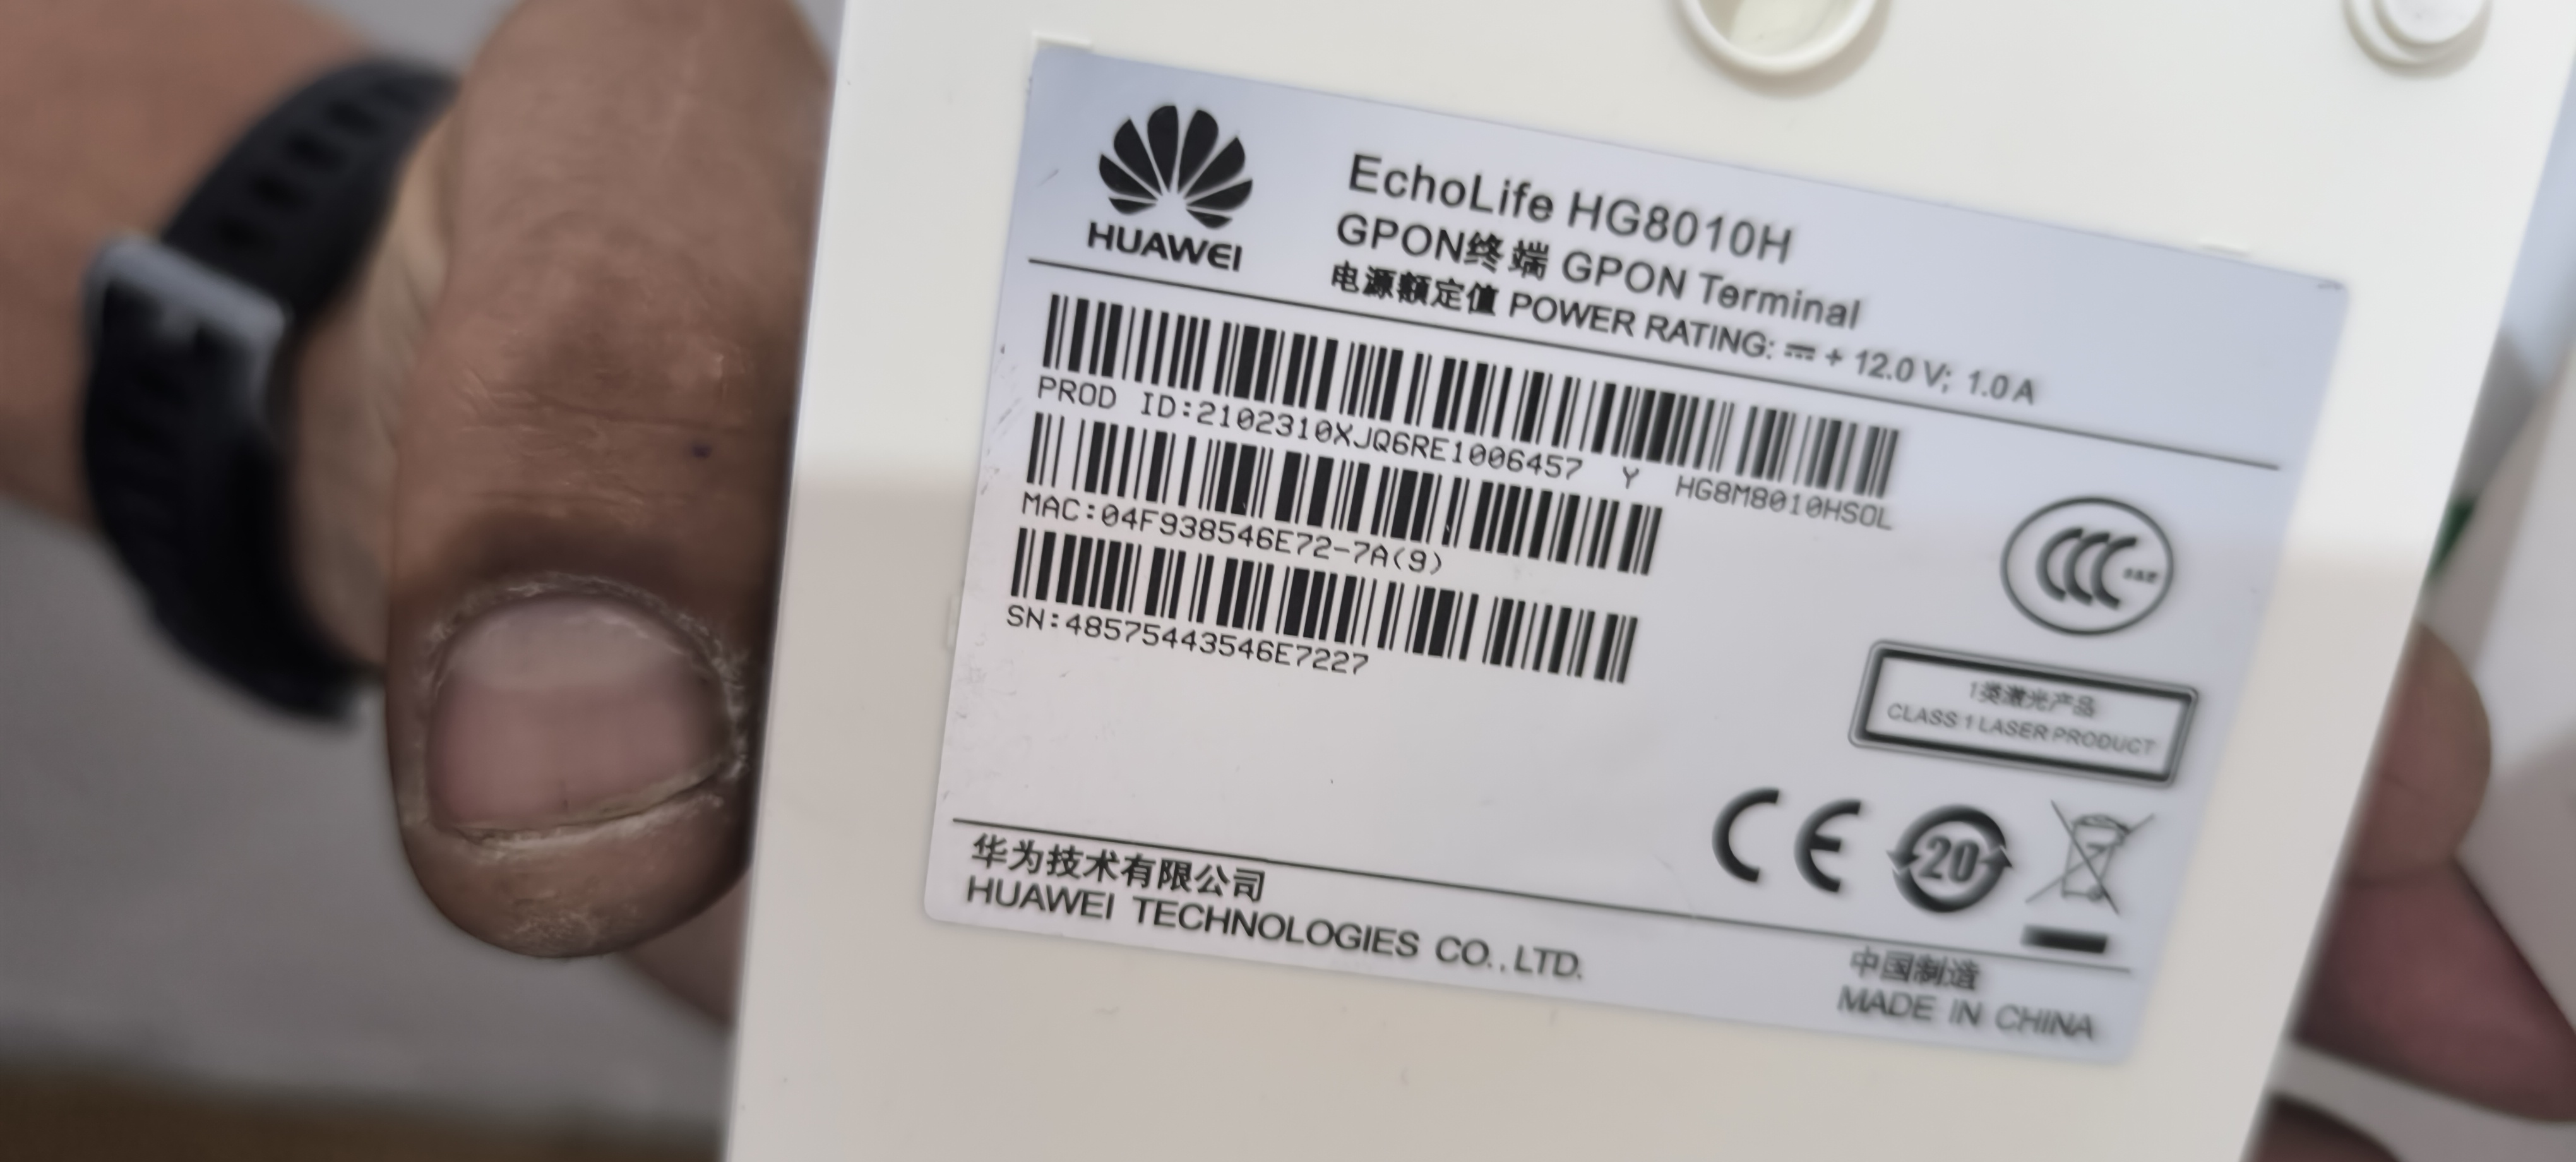 HUAWEI
EchoLife HG8010H
GPON终端 GPON Terminal
电源额定值 POWER RATING: ⎓ + 12.0 V; 1.0 A
PROD ID:2102310XJQ6RE1006457 Y HG8M8010HSOL
MAC:04F938546E72-7A(9)
SN:48575443546E7227
CCC
1类激光产品
CLASS 1 LASER PRODUCT
CE
20
华为技术有限公司
HUAWEI TECHNOLOGIES CO., LTD.
中国制造
MADE IN CHINA